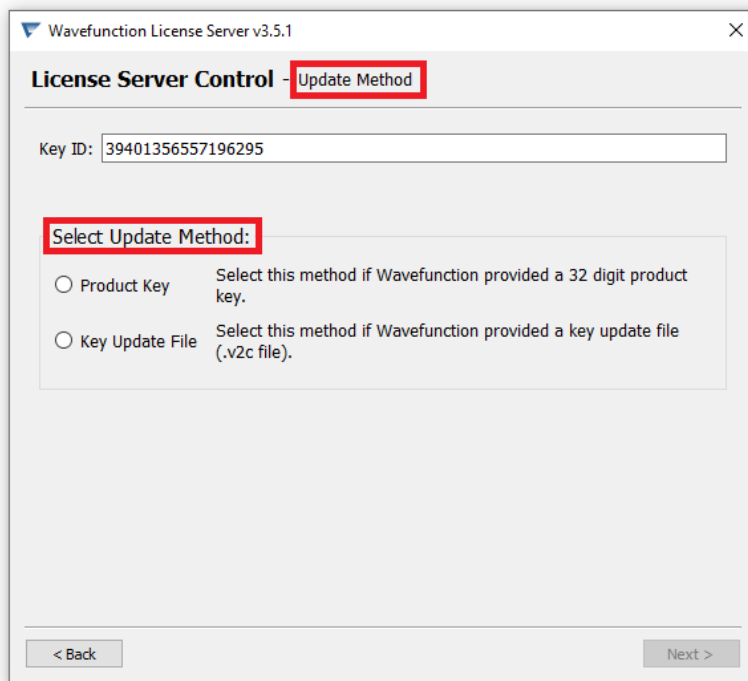 Wavefunction License Server v3.5.1
License Server Control - Update Method
Key ID: 39401356557196295
Select Update Method:
Product Key Select this method if Wavefunction provided a 32 digit product
key.
Key Update File Select this method if Wavefunction provided a key update file
(.v2c file).
< Back Next >